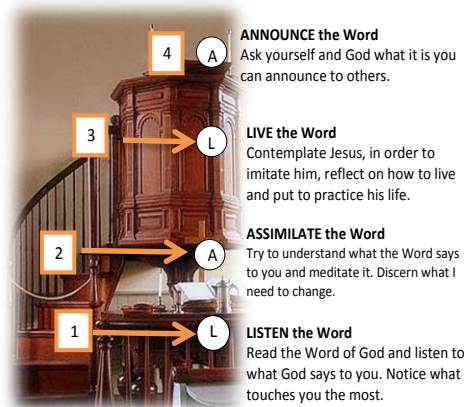 4
A
ANNOUNCE the Word
Ask yourself and God what it is you
can announce to others.
3
L
LIVE the Word
Contemplate Jesus, in order to
imitate him, reflect on how to live
and put to practice his life.
2
A
ASSIMILATE the Word
Try to understand what the Word says
to you and meditate it. Discern what I
need to change.
1
L
LISTEN the Word
Read the Word of God and listen to
what God says to you. Notice what
touches you the most.